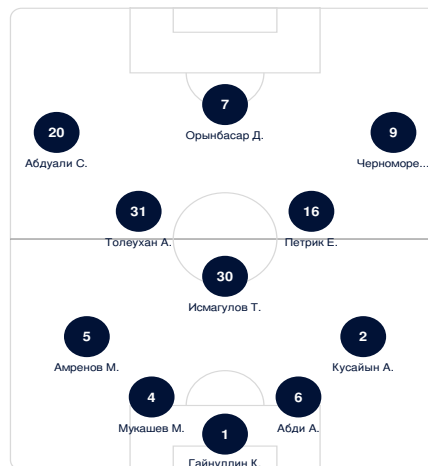 7
Орынбасар Д.
20
Абдуали С.
9
Черноморе...
31
Толеухан А.
16
Петрик Е.
30
Исмагулов Т.
5
Амренов М.
2
Кусайын А.
4
Мукашев М.
6
Абди А.
1
Гайнуллин К.